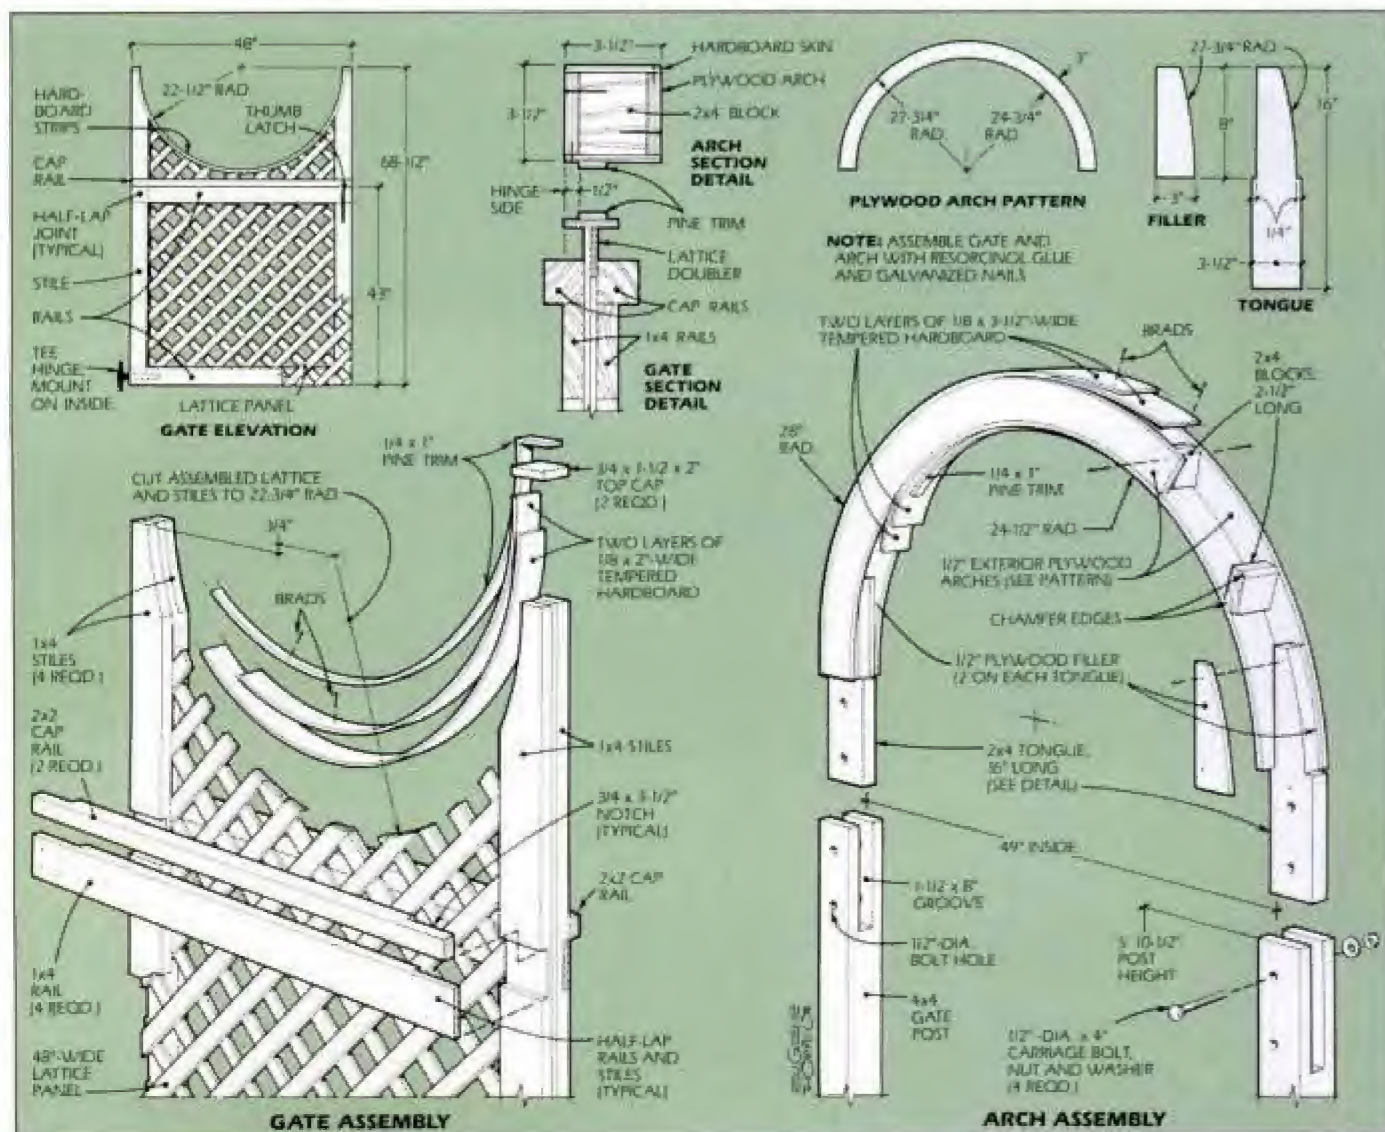 48"
22-1/2" RAD
HARD-
BOARD
STRIPS
THUMB
LATCH
CAP
RAIL
68-1/2"
HALF-LAP
JOINT
(TYPICAL)
STILE
43"
RAILS
TEE
HINGE,
MOUNT
ON INSIDE
LATTICE PANEL
GATE ELEVATION
3-1/2"
HARDBOARD SKIN
PLYWOOD ARCH
2x4 BLOCK
3-1/2"
ARCH
SECTION
DETAIL
HINGE
SIDE
1/2"
PINE TRIM
LATTICE
DOUBLER
CAP RAILS
1x4 RAILS
GATE
SECTION
DETAIL
3"
27-3/4"
RAD
24-3/4"
RAD
PLYWOOD ARCH PATTERN
NOTE: ASSEMBLE GATE AND
ARCH WITH RESORCINOL GLUE
AND GALVANIZED NAILS
27-3/4" RAD
8"
16"
3"
FILLER
1/4"
3-1/2"
TONGUE
1/4 x 1"
PINE TRIM
CUT ASSEMBLED LATTICE
AND STILES TO 22-3/4" RAD
3/4"
3/4 x 1-1/2 x 2"
TOP CAP
(2 REQD.)
TWO LAYERS OF
1/8 x 2"-WIDE
TEMPERED
HARDBOARD
BRADS
1x4
STILES
(4 REQD.)
2x2
CAP
RAIL
(2 REQD.)
1x4 STILES
3/4 x 3-1/2"
NOTCH
(TYPICAL)
2x2 CAP
RAIL
1x4
RAIL
(4 REQD.)
48"-WIDE
LATTICE
PANEL
HALF-LAP
RAILS AND
STILES
(TYPICAL)
GATE ASSEMBLY
TWO LAYERS OF 1/8 x 3-1/2"-WIDE
TEMPERED HARDBOARD
BRADS
2x4
BLOCKS,
2-1/2"
LONG
28"
RAD
1/4 x 1"
PINE TRIM
24-1/2" RAD
1/2" EXTERIOR PLYWOOD
ARCHES (SEE PATTERN)
CHAMFER EDGES
1/2" PLYWOOD FILLER
(2 ON EACH TONGUE)
2x4 TONGUE,
16" LONG
(SEE DETAIL)
49" INSIDE
1-1/2 x 8"
GROOVE
1/2"-DIA.
BOLT HOLE
5' 10-1/2"
POST
HEIGHT
4x4
GATE
POST
1/2"-DIA. x 4"
CARRIAGE BOLT,
NUT AND WASHER
(4 REQD.)
ARCH ASSEMBLY